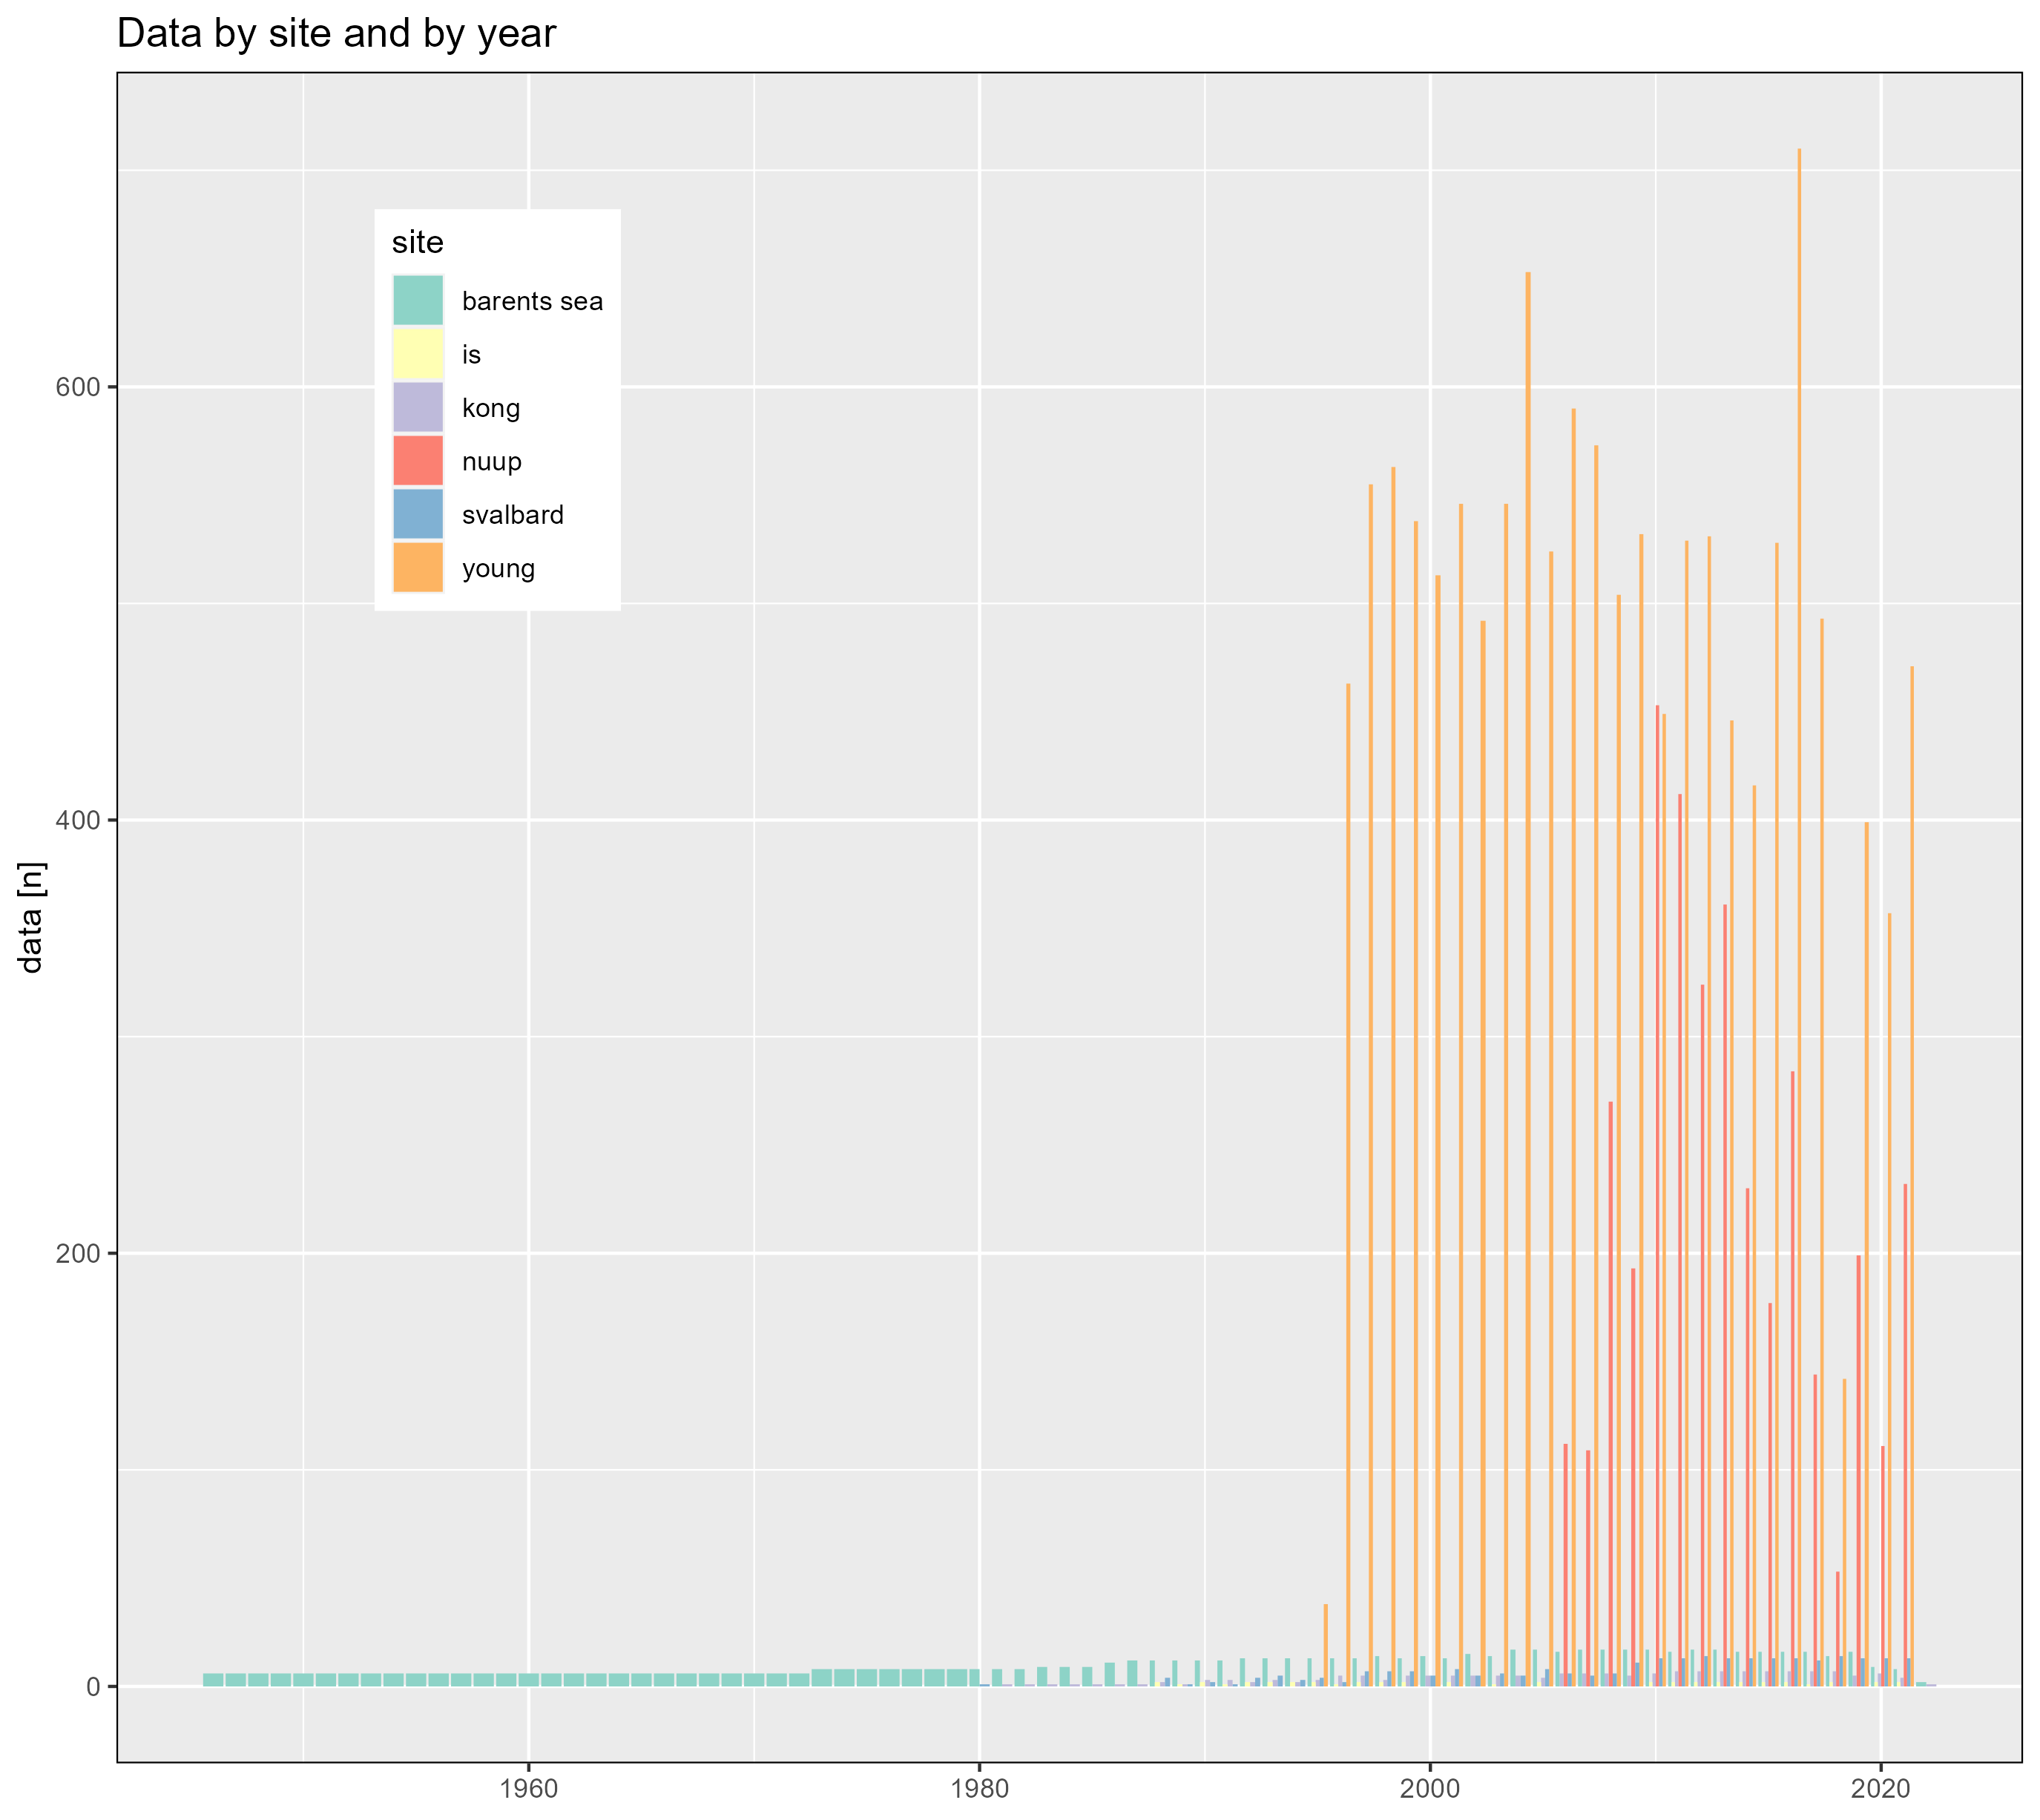 Data by site and by year
site
barents sea
is
kong
nuup
svalbard
young
600
400
200
0
data [n]
1960 1980 2000 2020